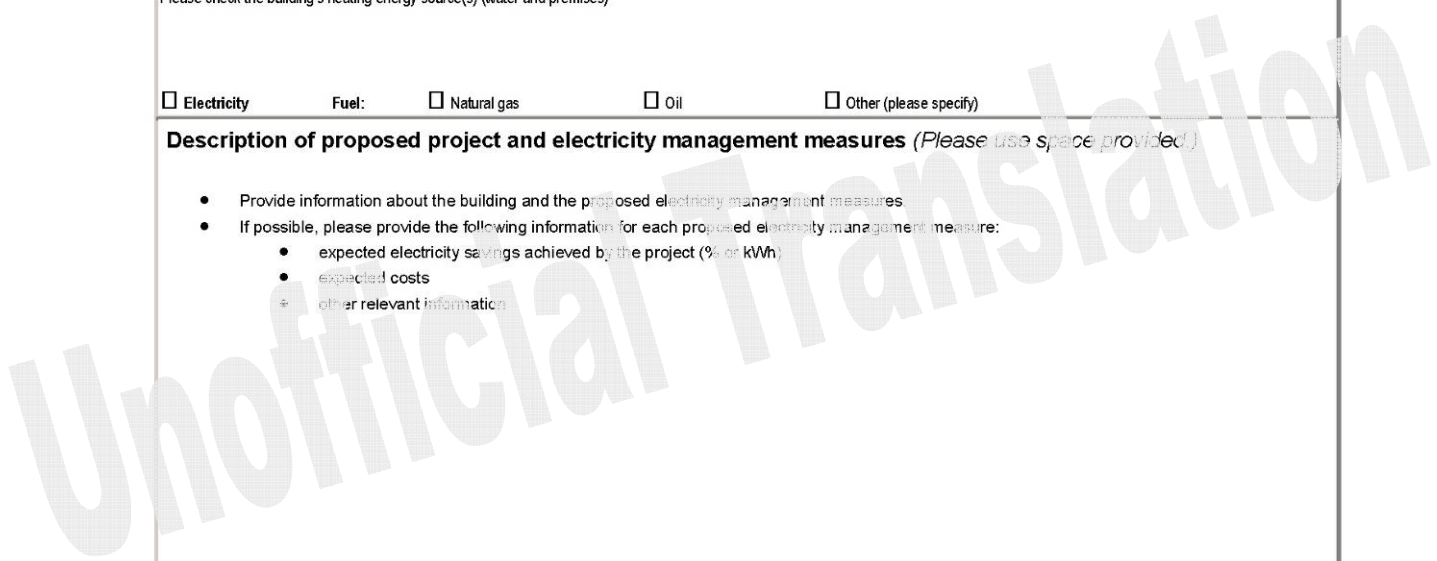 Please check the building's heating energy source(s) (water and premises)
☐ Electricity Fuel: ☐ Natural gas ☐ Oil ☐ Other (please specify)
Description of proposed project and electricity management measures (Please use space provided.)
• Provide information about the building and the proposed electricity management measures.
• If possible, please provide the following information for each proposed electricity management measure:
• expected electricity savings achieved by the project (% or kWh)
• expected costs
• other relevant information
Unofficial Translation